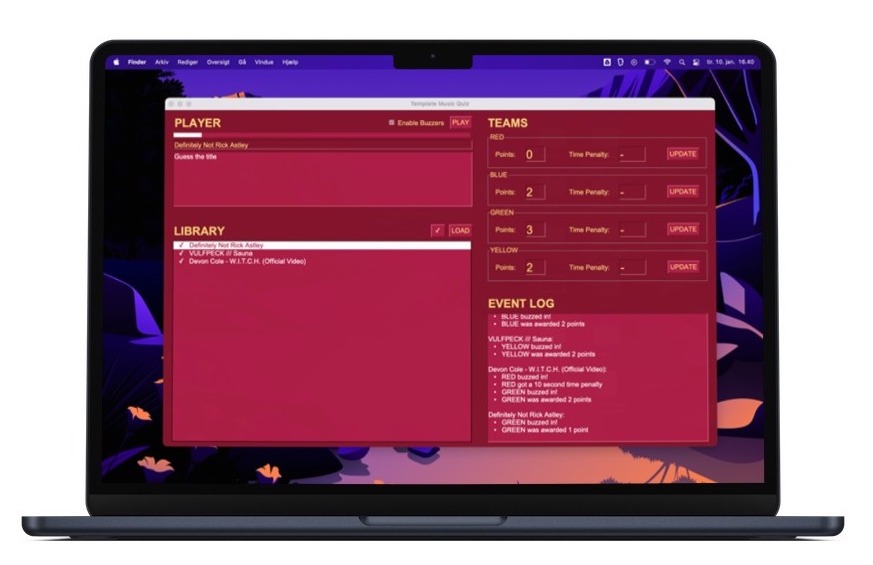 Finder Arkiv Rediger Oversigt Gå Vindue Hjælp
tir. 10. jan. 16.40
Template Music Quiz
PLAYER
Enable Buzzers
PLAY
Definitely Not Rick Astley
Guess the title
LIBRARY
✓
LOAD
✓ Definitely Not Rick Astley
✓ VULFPECK /// Sauna
✓ Devon Cole - W.I.T.C.H. (Official Video)
TEAMS
RED
Points: 0 Time Penalty: - UPDATE
BLUE
Points: 2 Time Penalty: - UPDATE
GREEN
Points: 3 Time Penalty: - UPDATE
YELLOW
Points: 2 Time Penalty: - UPDATE
EVENT LOG
• BLUE buzzed in!
• BLUE was awarded 2 points
VULFPECK /// Sauna:
• YELLOW buzzed in!
• YELLOW was awarded 2 points
Devon Cole - W.I.T.C.H. (Official Video):
• RED buzzed in!
• RED got a 10 second time penalty
• GREEN buzzed in!
• GREEN was awarded 2 points
Definitely Not Rick Astley:
• GREEN buzzed in!
• GREEN was awarded 1 point